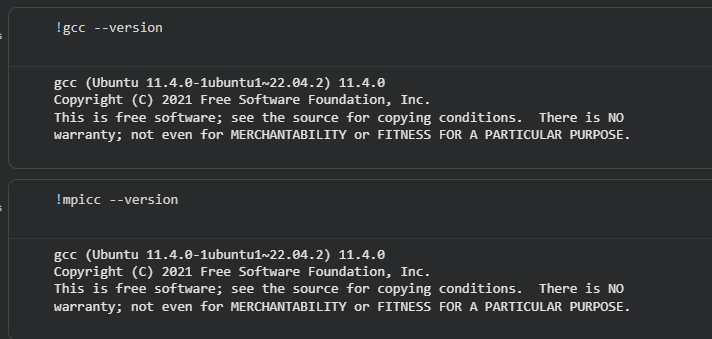 !gcc --version
gcc (Ubuntu 11.4.0-1ubuntu1~22.04.2) 11.4.0
Copyright (C) 2021 Free Software Foundation, Inc.
This is free software; see the source for copying conditions.  There is NO
warranty; not even for MERCHANTABILITY or FITNESS FOR A PARTICULAR PURPOSE.
!mpicc --version
gcc (Ubuntu 11.4.0-1ubuntu1~22.04.2) 11.4.0
Copyright (C) 2021 Free Software Foundation, Inc.
This is free software; see the source for copying conditions.  There is NO
warranty; not even for MERCHANTABILITY or FITNESS FOR A PARTICULAR PURPOSE.